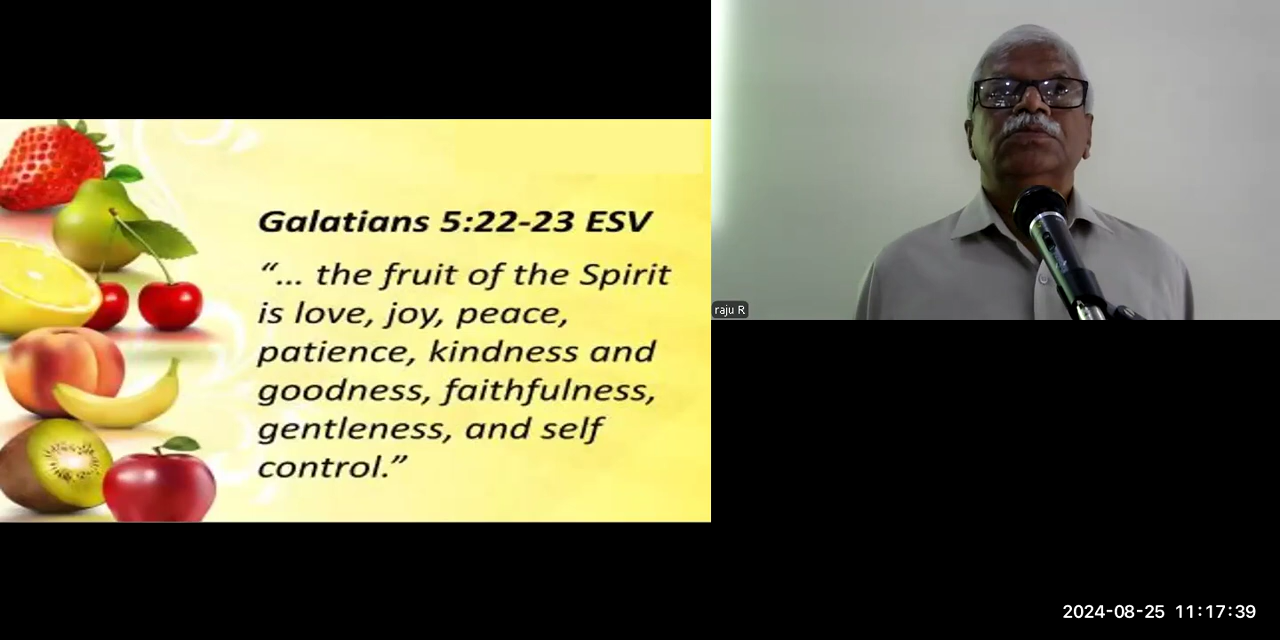 Galatians 5:22-23 ESV
“... the fruit of the Spirit
is love, joy, peace,
patience, kindness and
goodness, faithfulness,
gentleness, and self
control.”
raju R
2024-08-25 11:17:39